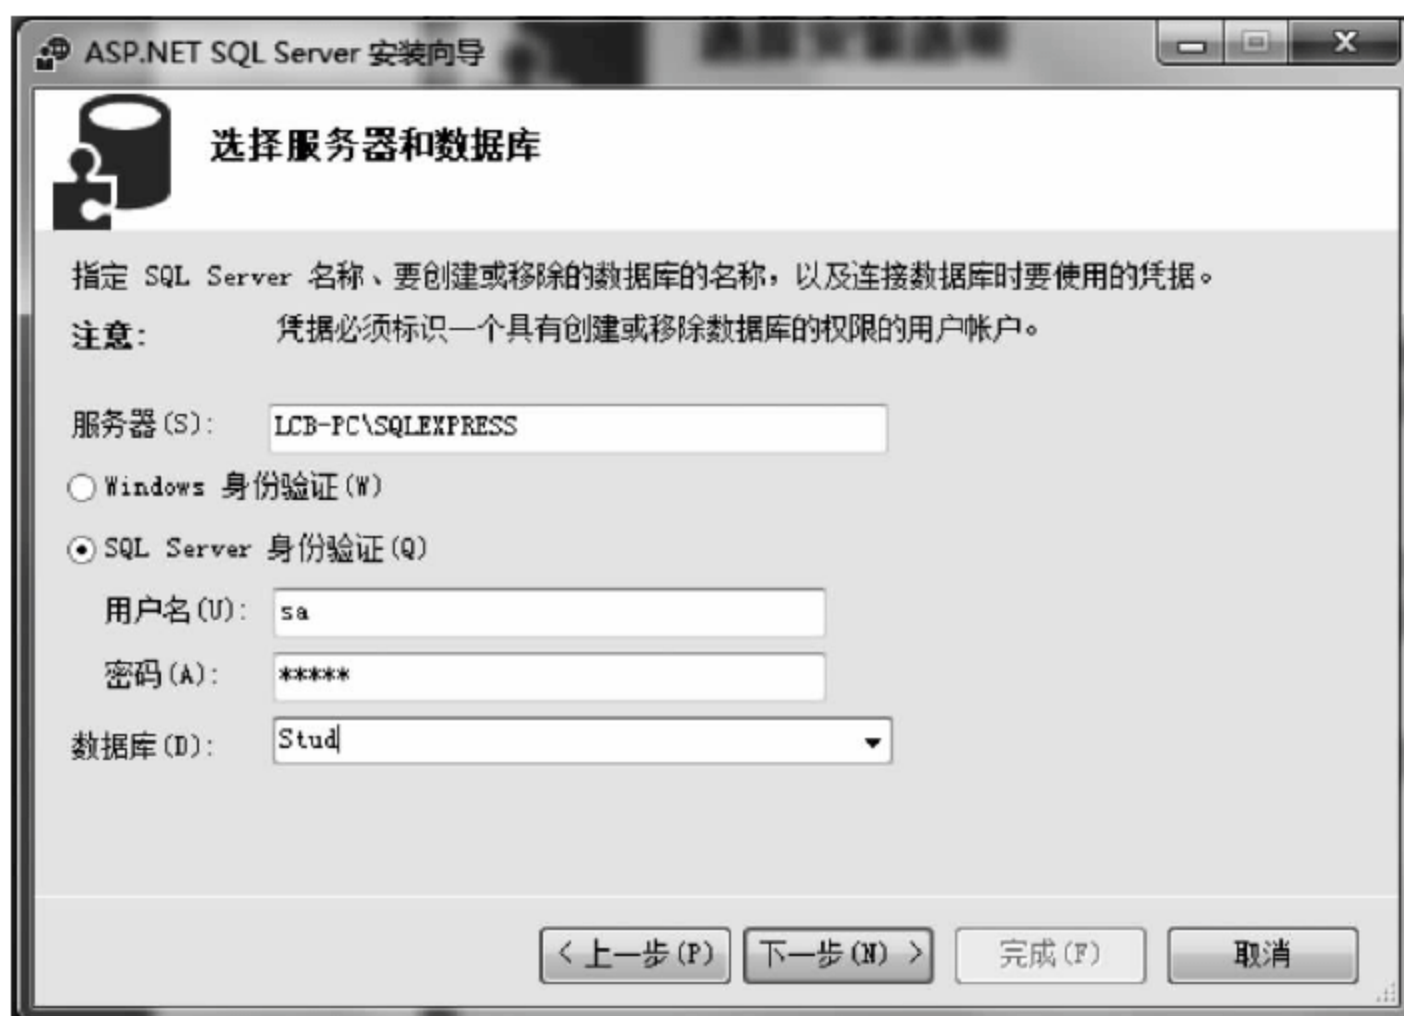 ASP.NET SQL Server 安装向导
选择服务器和数据库
指定 SQL Server 名称、要创建或移除的数据库的名称，以及连接数据库时要使用的凭据。
注意： 凭据必须标识一个具有创建或移除数据库的权限的用户帐户。
服务器(S): LCB-PC\SQLEXPRESS
Windows 身份验证(W)
SQL Server 身份验证(Q)
用户名(U): sa
密码(A): *****
数据库(D): Stud
< 上一步(P) 下一步(N) > 完成(F) 取消